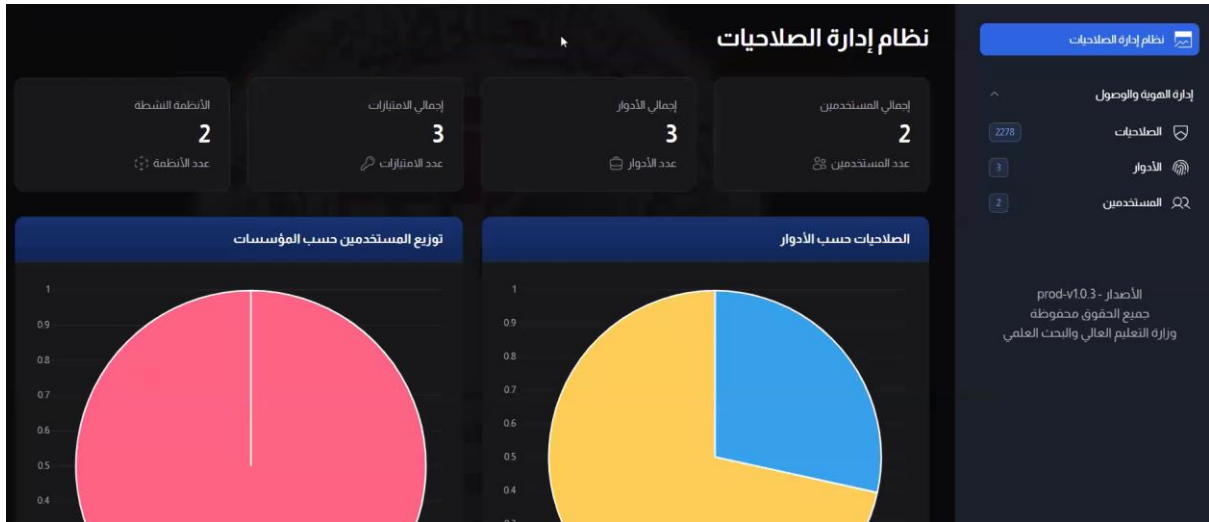 نظام إدارة الصلاحيات
إدارة الهوية والوصول
الصلاحيات 2278
الأدوار 3
المستخدمين 2
الأصدار - prod-v1.0.3
جميع الحقوق محفوظة
وزارة التعليم العالي والبحث العلمي
نظام إدارة الصلاحيات
إجمالي المستخدمين
2
عدد المستخدمين
إجمالي الأدوار
3
عدد الأدوار
إجمالي الامتيازات
3
عدد الامتيازات
الأنظمة النشطة
2
عدد الأنظمة
الصلاحيات حسب الأدوار
1
0.9
0.8
0.7
0.6
0.5
0.4
توزيع المستخدمين حسب المؤسسات
1
0.9
0.8
0.7
0.6
0.5
0.4